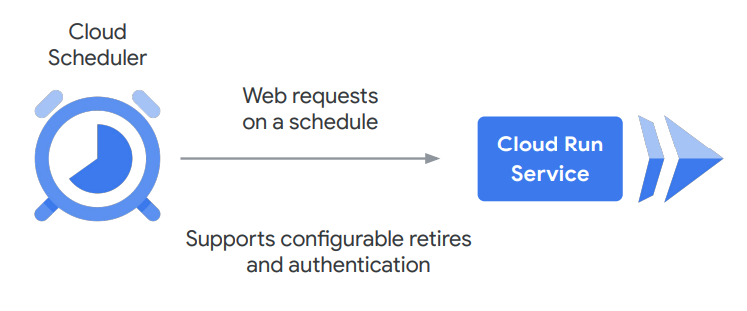 Cloud
Scheduler
Web requests
on a schedule
Cloud Run
Service
Supports configurable retires
and authentication